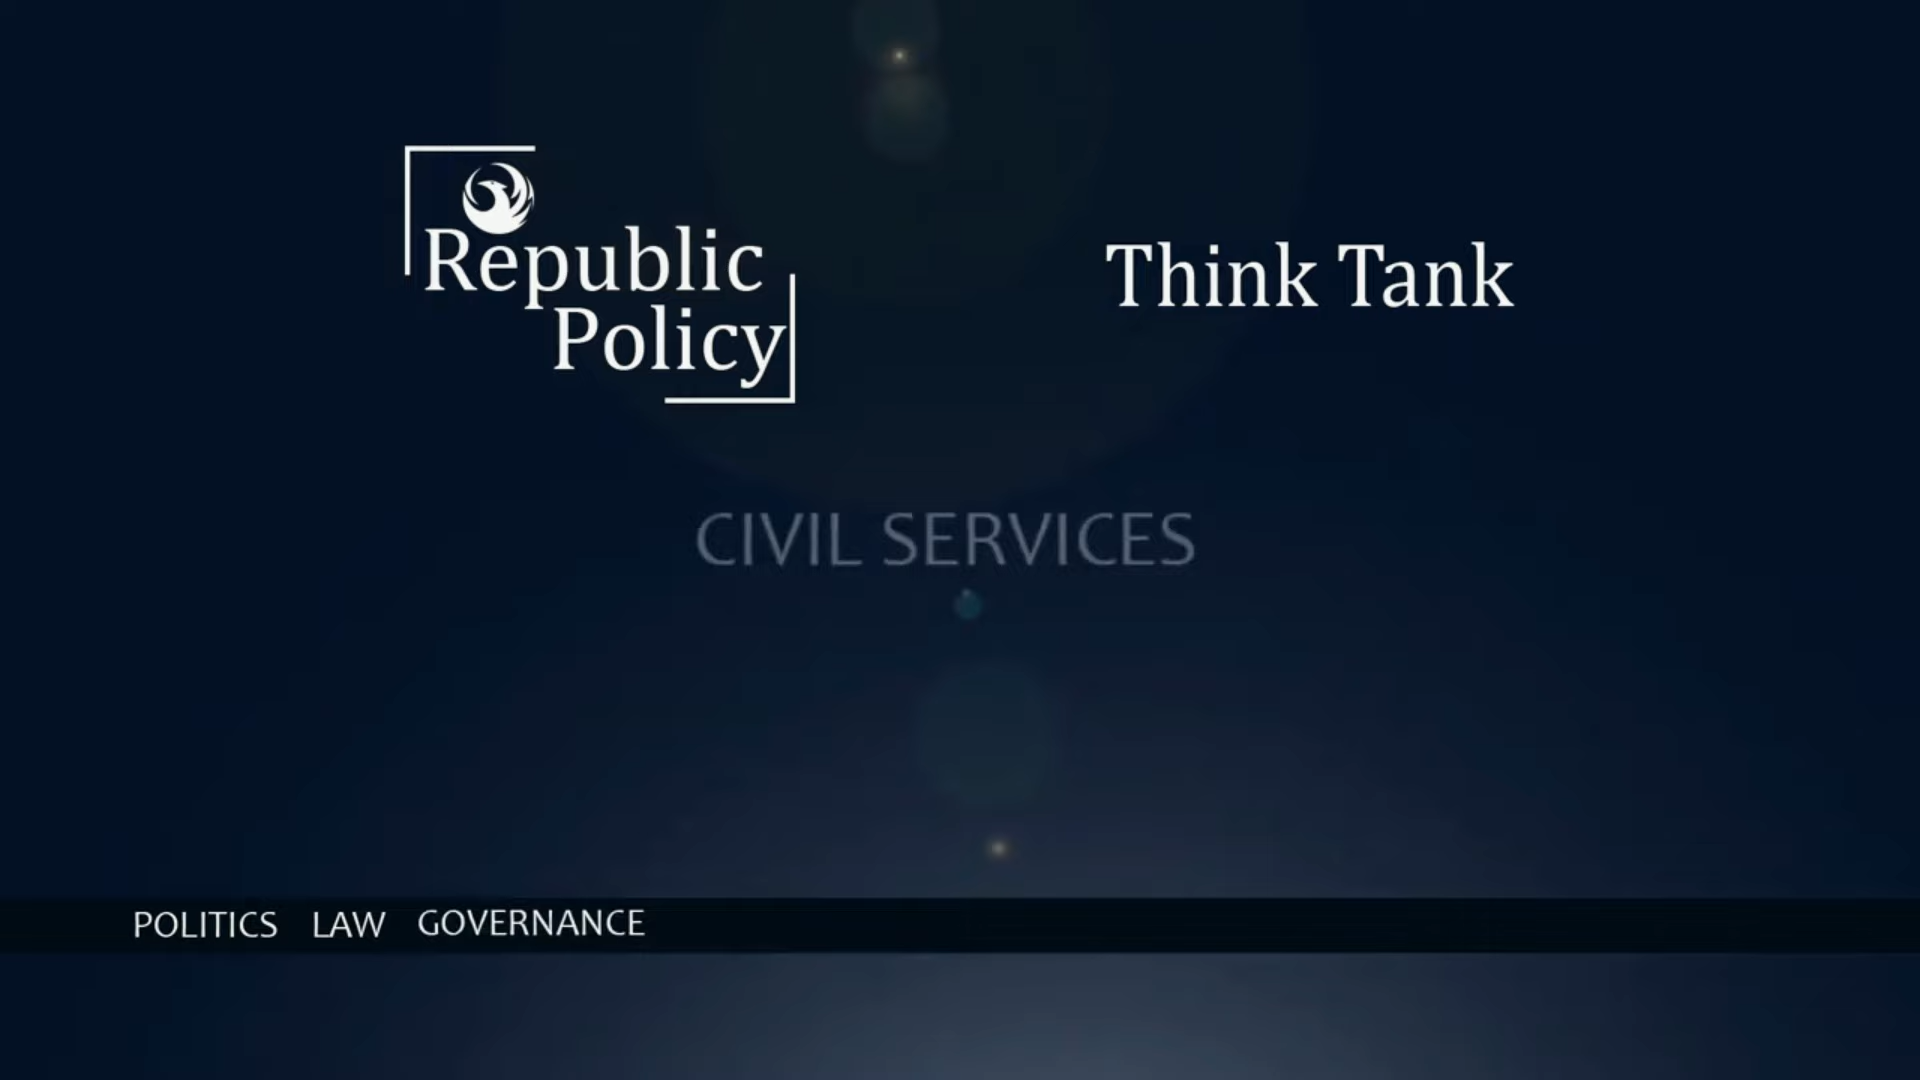 Republic
Policy
Think Tank
CIVIL SERVICES
POLITICS LAW GOVERNANCE